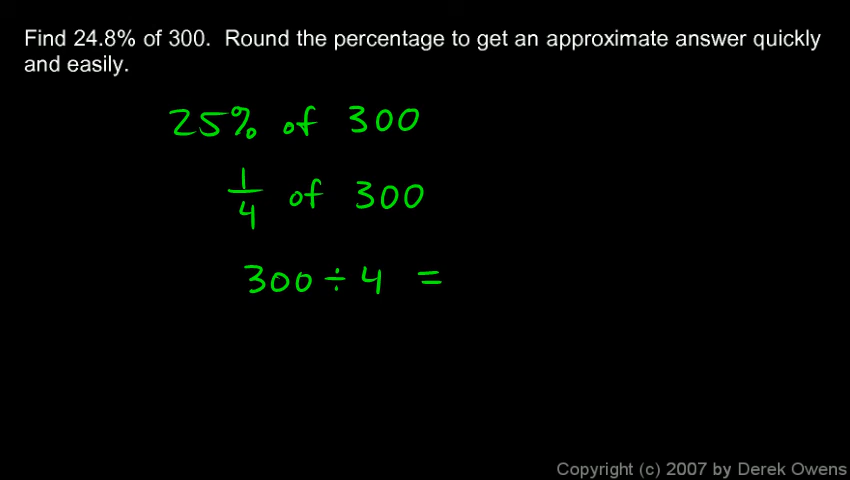 Find 24.8% of 300.  Round the percentage to get an approximate answer quickly
and easily.
25% of 300
1/4 of 300
300 ÷ 4 =
Copyright (c) 2007 by Derek Owens